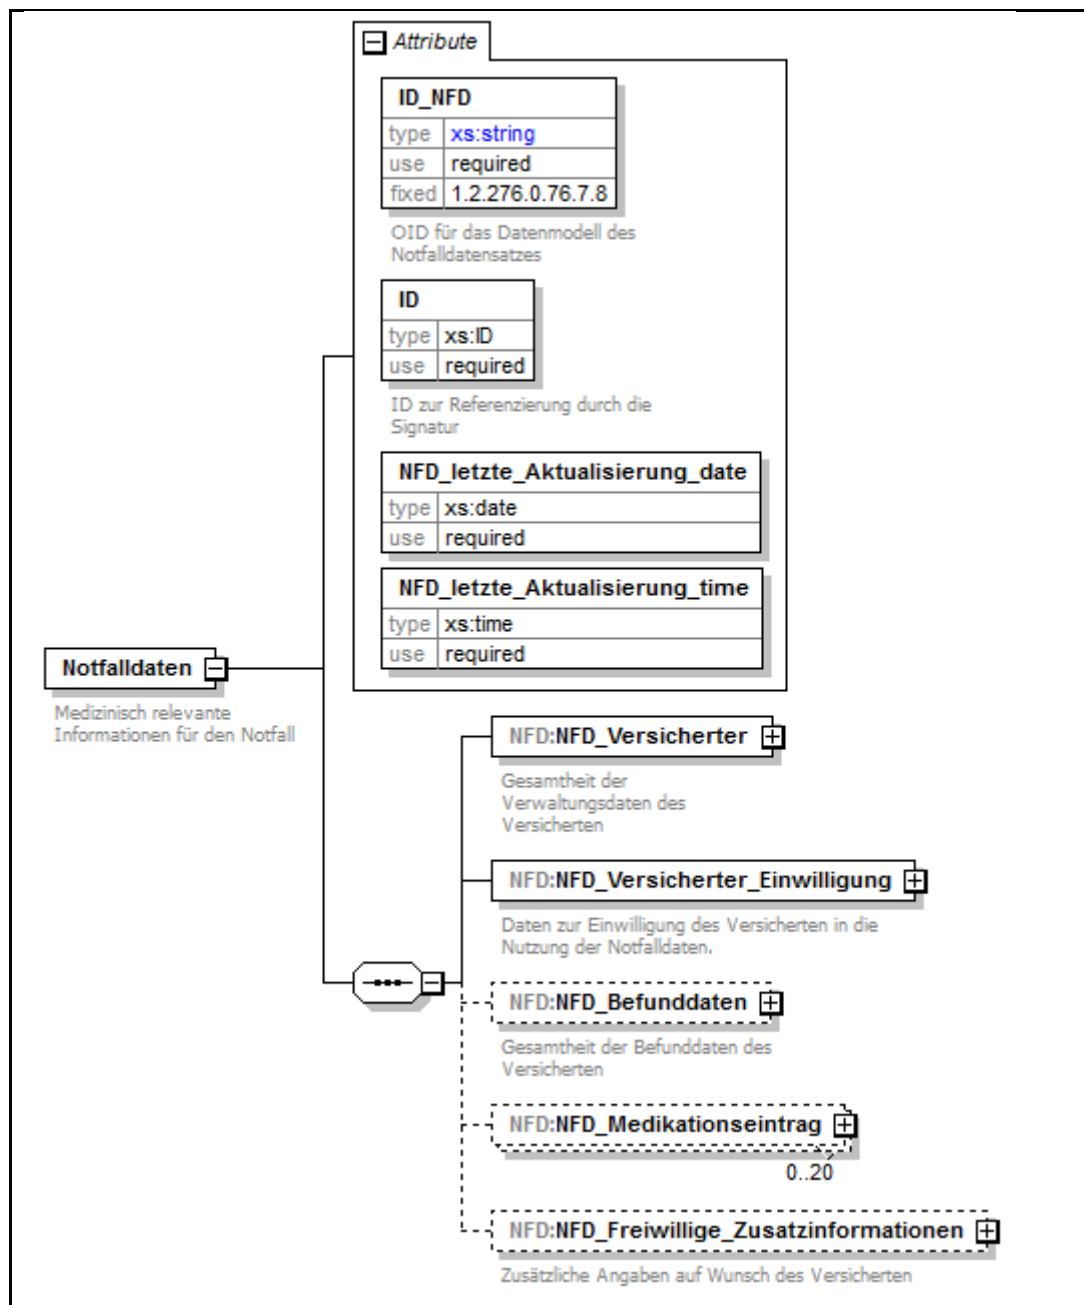 Attribute
ID_NFD
type xs:string
use required
fixed 1.2.276.0.76.7.8
OID für das Datenmodell des
Notfalldatensatzes
ID
type xs:ID
use required
ID zur Referenzierung durch die
Signatur
NFD_letzte_Aktualisierung_date
type xs:date
use required
NFD_letzte_Aktualisierung_time
type xs:time
use required
Notfalldaten
Medizinisch relevante
Informationen für den Notfall
NFD:NFD_Versicherter
Gesamtheit der
Verwaltungsdaten des
Versicherten
NFD:NFD_Versicherter_Einwilligung
Daten zur Einwilligung des Versicherten in die
Nutzung der Notfalldaten.
NFD:NFD_Befunddaten
Gesamtheit der Befunddaten des
Versicherten
NFD:NFD_Medikationseintrag
0..20
NFD:NFD_Freiwillige_Zusatzinformationen
Zusätzliche Angaben auf Wunsch des Versicherten